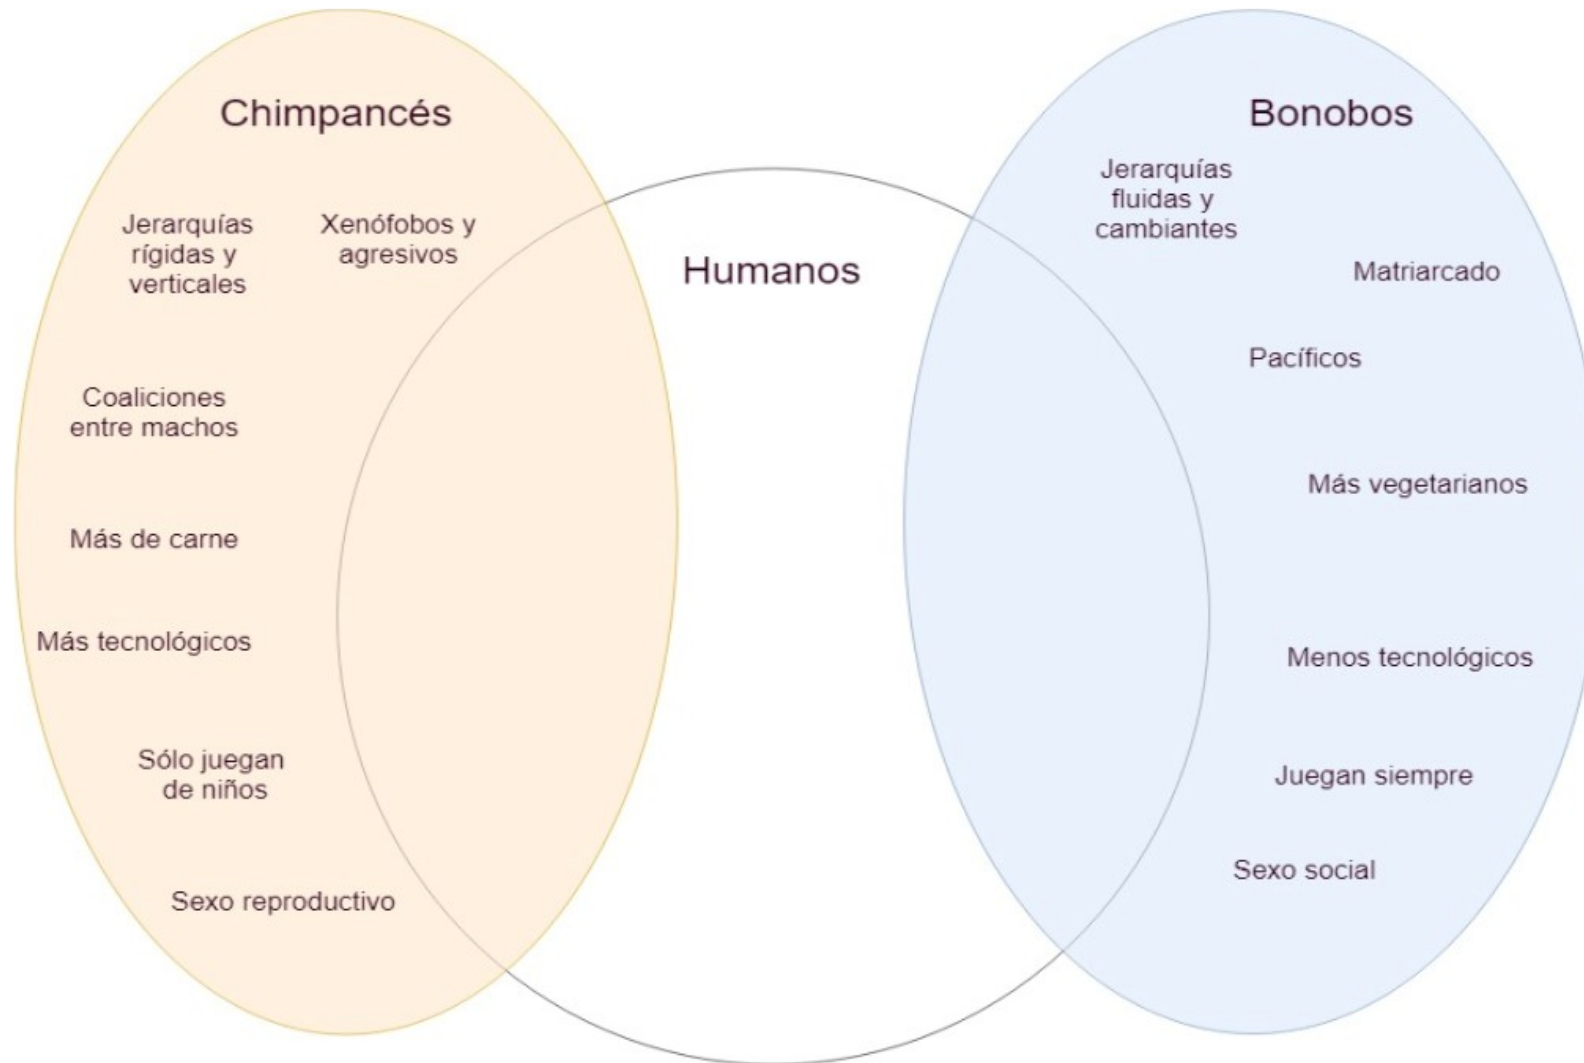 Chimpancés
Jerarquías
rígidas y
verticales
Xenófobos y
agresivos
Coaliciones
entre machos
Más de carne
Más tecnológicos
Sólo juegan
de niños
Sexo reproductivo
Humanos
Bonobos
Jerarquías
fluidas y
cambiantes
Matriarcado
Pacíficos
Más vegetarianos
Menos tecnológicos
Juegan siempre
Sexo social